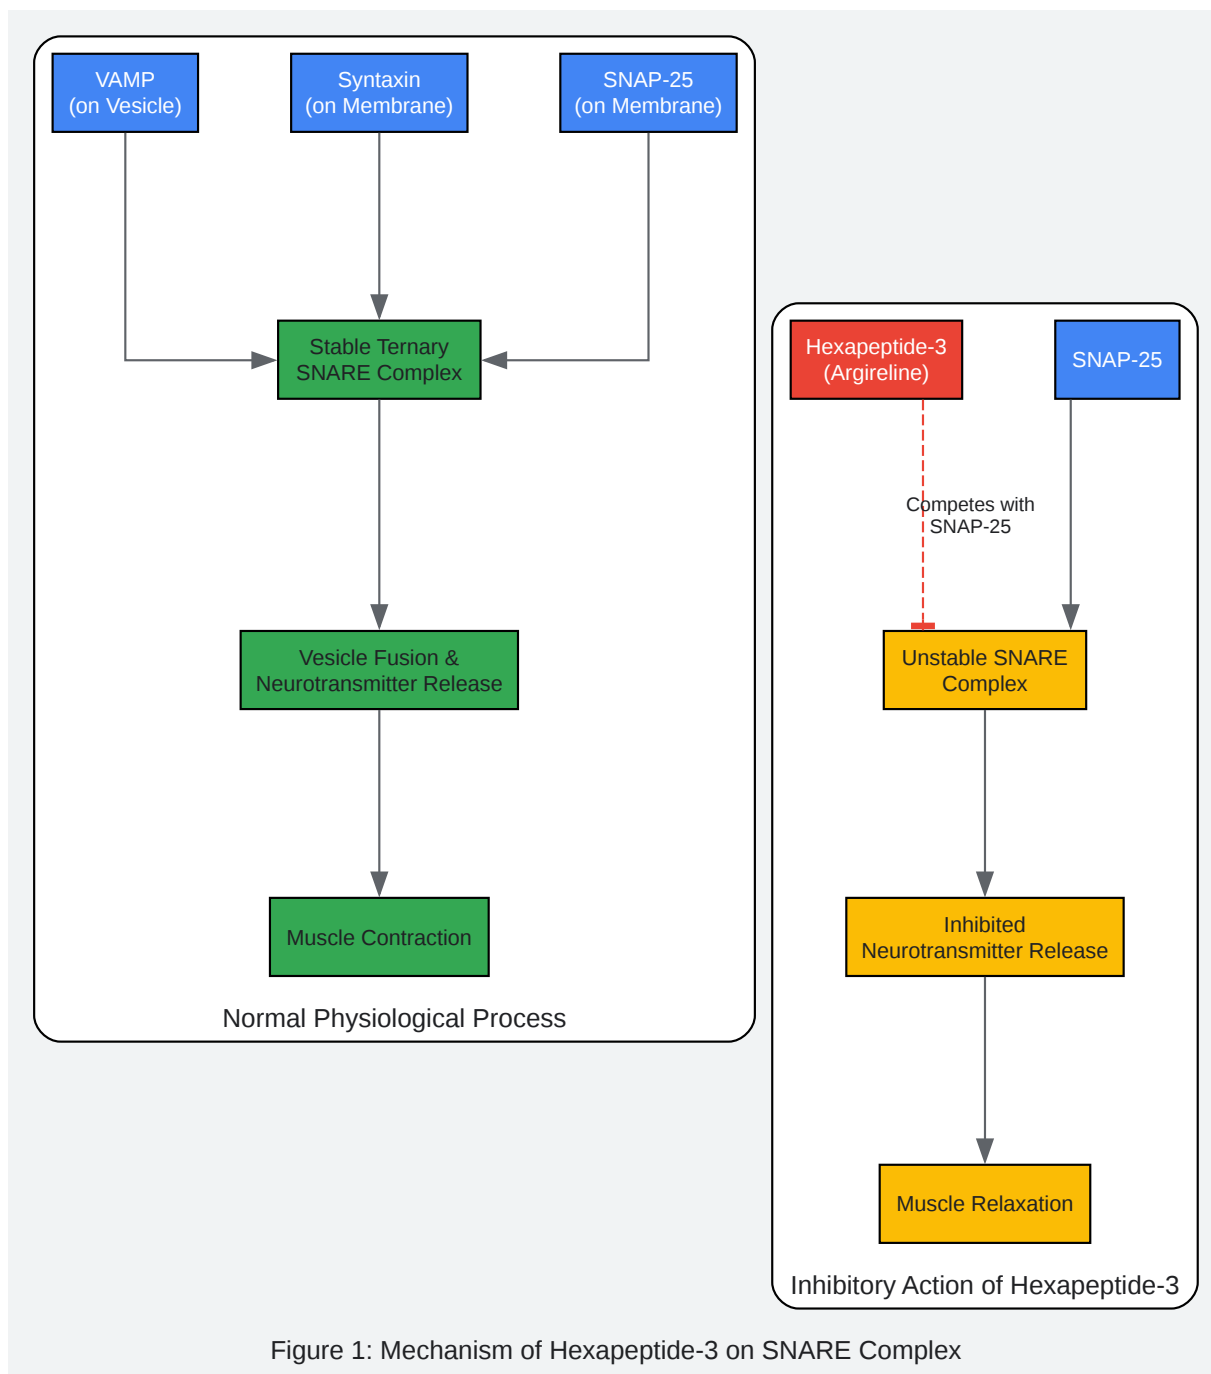 VAMP
(on Vesicle)
Syntaxin
(on Membrane)
SNAP-25
(on Membrane)
Stable Ternary
SNARE Complex
Vesicle Fusion &
Neurotransmitter Release
Muscle Contraction
Normal Physiological Process
Hexapeptide-3
(Argireline)
SNAP-25
Competes with
SNAP-25
Unstable SNARE
Complex
Inhibited
Neurotransmitter Release
Muscle Relaxation
Inhibitory Action of Hexapeptide-3
Figure 1: Mechanism of Hexapeptide-3 on SNARE Complex